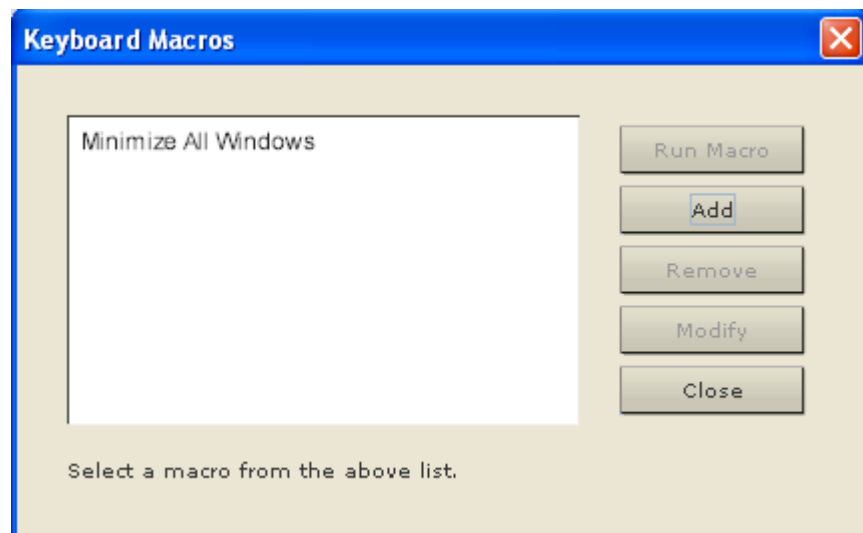 Keyboard Macros
Minimize All Windows
Run Macro
Add
Remove
Modify
Close
Select a macro from the above list.